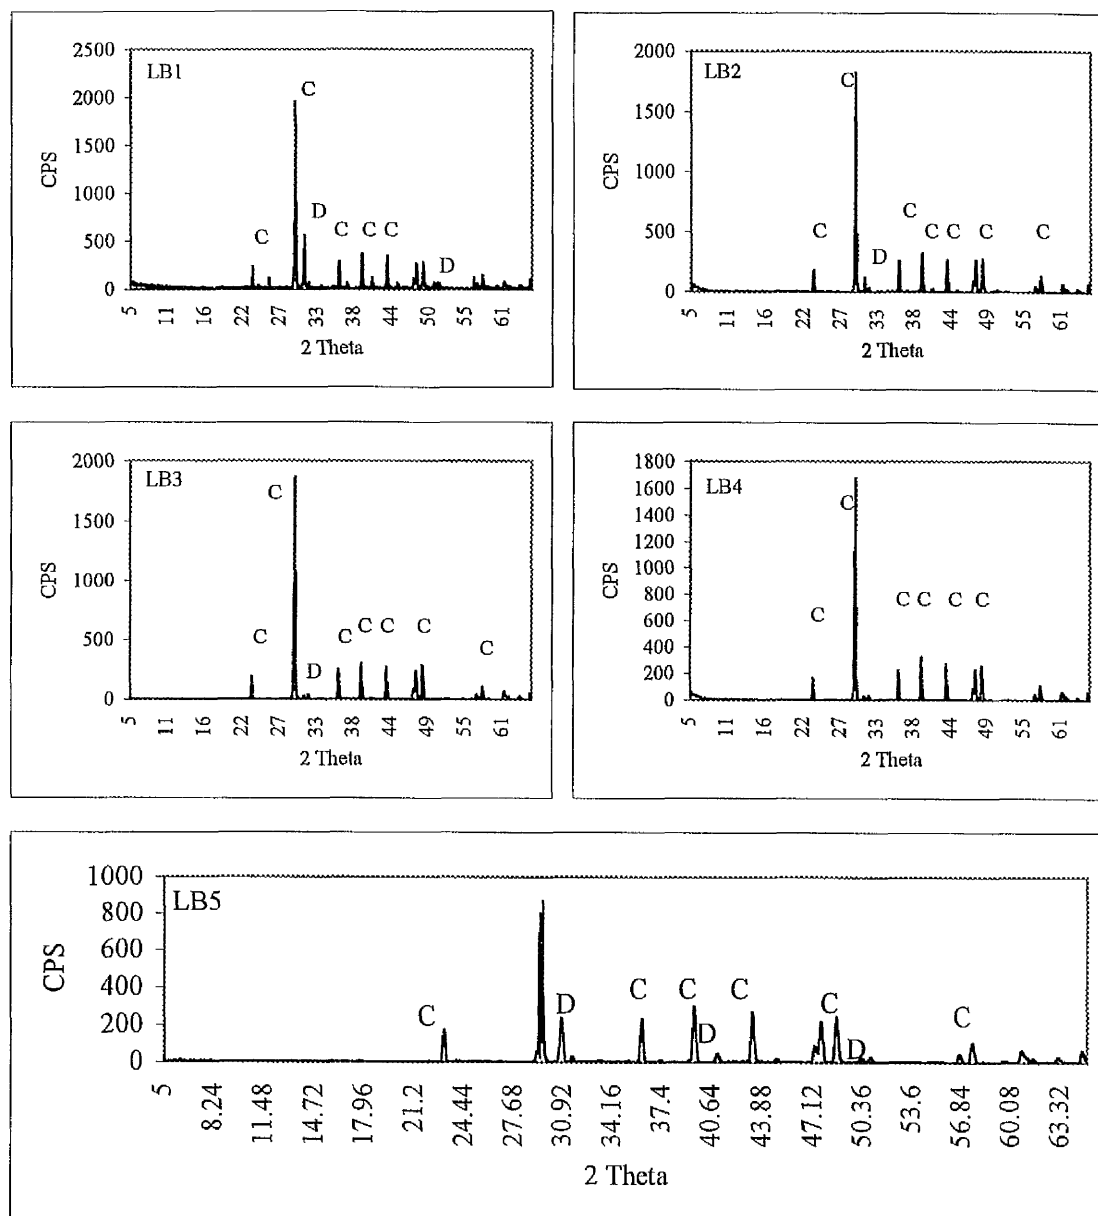 2500
LB1
C
2000
1500
CPS
1000
D
500
C
C C C
D
0
5 11 16 22 27 33 38 44 50 55 61
2 Theta
2000
LB2
C
1500
CPS
1000
500
C
D
C
C C C
C
0
5 11 16 22 27 33 38 44 49 55 61
2 Theta
2000
LB3
C
1500
CPS
1000
500
C
D
C C C C
C
0
5 11 16 22 27 33 38 44 49 55 61
2 Theta
1800
LB4
1600
C
1400
1200
CPS
1000
800
C C C C
600
C
400
200
0
5 11 16 22 27 33 38 44 49 55 61
2 Theta
1000
LB5
800
CPS
600
400
C
D
C C C
D
C
D
C
200
0
5 8.24 11.48 14.72 17.96 21.2 24.44 27.68 30.92 34.16 37.4 40.64 43.88 47.12 50.36 53.6 56.84 60.08 63.32
2 Theta